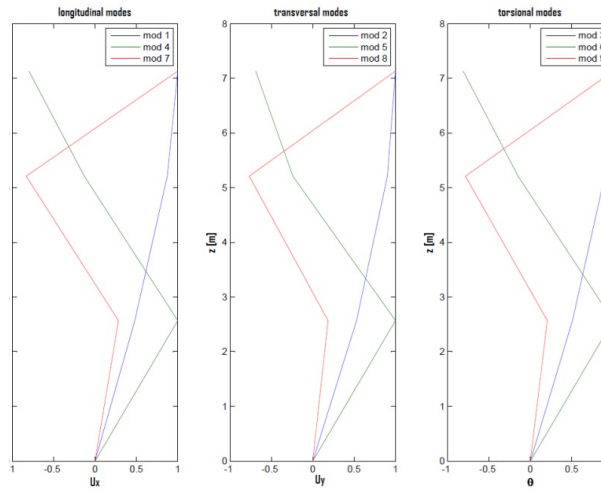 longitudinal modes
mod 1
mod 4
mod 7
-1 -0.5 0 0.5 1
Ux
transversal modes
mod 2
mod 5
mod 8
8
7
6
5
4
3
2
1
0
z [m]
-1 -0.5 0 0.5 1
Uy
torsional modes
mod
mod
mod
8
7
6
5
4
3
2
1
0
z [m]
-1 -0.5 0 0.5
θ